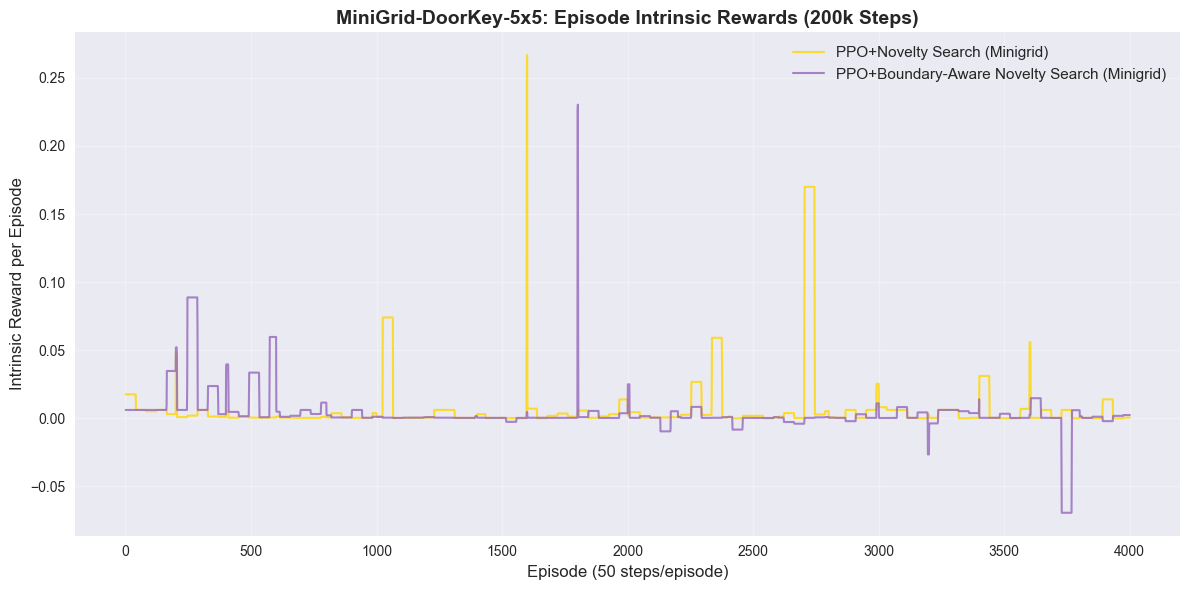 MiniGrid-DoorKey-5x5: Episode Intrinsic Rewards (200k Steps)
PPO+Novelty Search (Minigrid)
PPO+Boundary-Aware Novelty Search (Minigrid)
Intrinsic Reward per Episode
0.25
0.20
0.15
0.10
0.05
0.00
−0.05
0 500 1000 1500 2000 2500 3000 3500 4000
Episode (50 steps/episode)